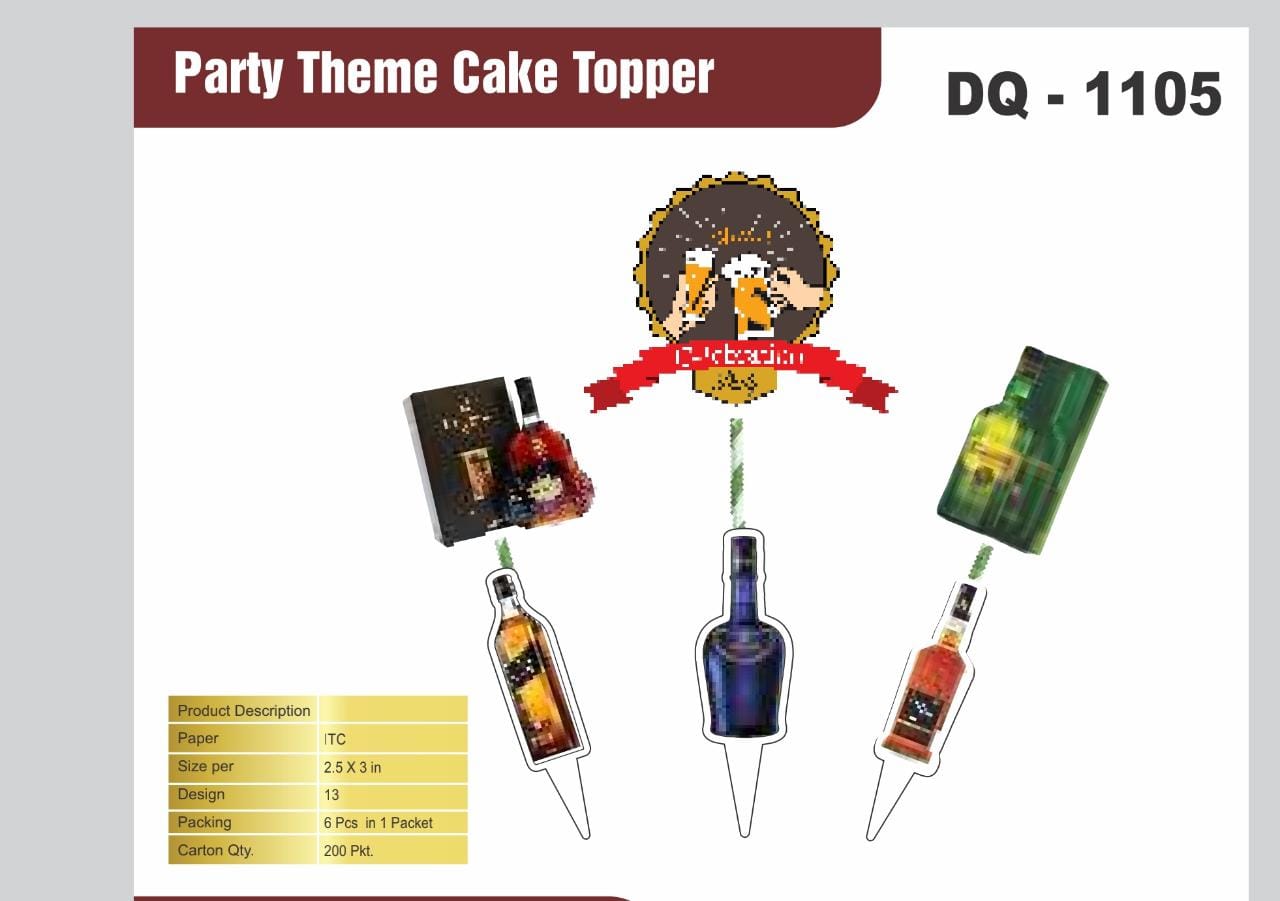 Party Theme Cake Topper
DQ - 1105
Celebration
Product Description
Paper ITC
Size per 2.5 X 3 in
Design 13
Packing 6 Pcs in 1 Packet
Carton Qty. 200 Pkt.